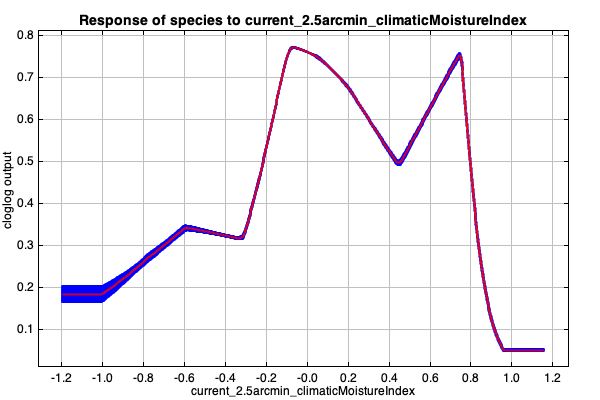 Response of species to current_2.5arcmin_climaticMoistureIndex
0.8
0.7
0.6
0.5
0.4
0.3
0.2
0.1
cloglog output
-1.2 -1.0 -0.8 -0.6 -0.4 -0.2 -0.0 0.2 0.4 0.6 0.8 1.0 1.2
current_2.5arcmin_climaticMoistureIndex